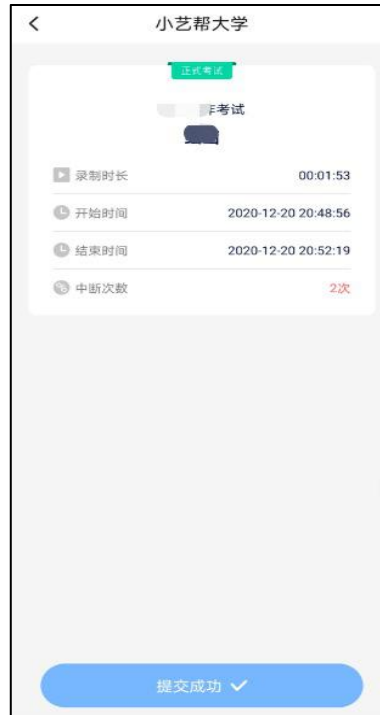 小艺帮大学
正式考试
考试
录制时长 00:01:53
开始时间 2020-12-20 20:48:56
结束时间 2020-12-20 20:52:19
中断次数 2次
提交成功